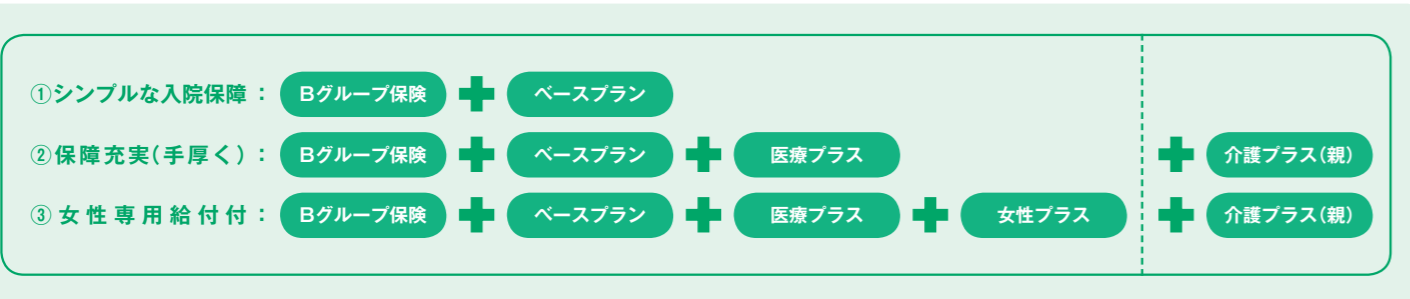 ①シンプルな入院保障 : Bグループ保険 + ベースプラン
②保障充実(手厚く) : Bグループ保険 + ベースプラン + 医療プラス + 介護プラス(親)
③女性専用給付付 : Bグループ保険 + ベースプラン + 医療プラス + 女性プラス + 介護プラス(親)